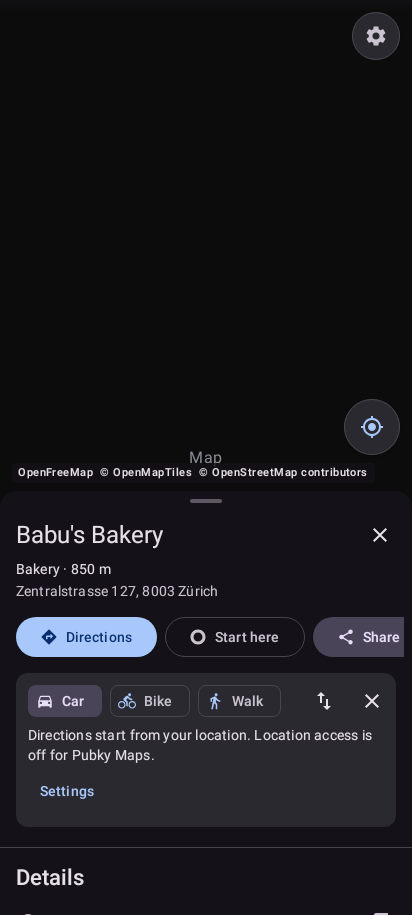 Map
OpenFreeMap © OpenMapTiles © OpenStreetMap contributors
Babu's Bakery
Bakery · 850 m
Zentralstrasse 127, 8003 Zürich
Directions
Start here
Share
Car
Bike
Walk
Directions start from your location. Location access is
off for Pubky Maps.
Settings
Details